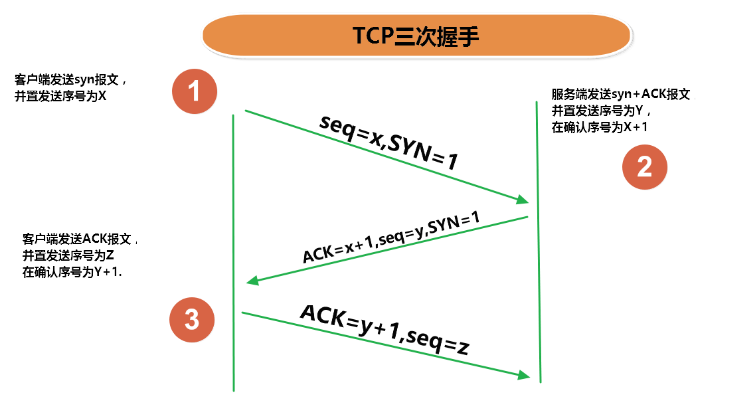 TCP三次握手
客户端发送syn报文，
并置发送序号为X
1
服务端发送syn+ACK报文
并置发送序号为Y，
在确认序号为X+1
2
seq=x,SYN=1
ACK=x+1,seq=y,SYN=1
客户端发送ACK报文，
并置发送序号为Z
在确认序号为Y+1.
3
ACK=y+1,seq=z